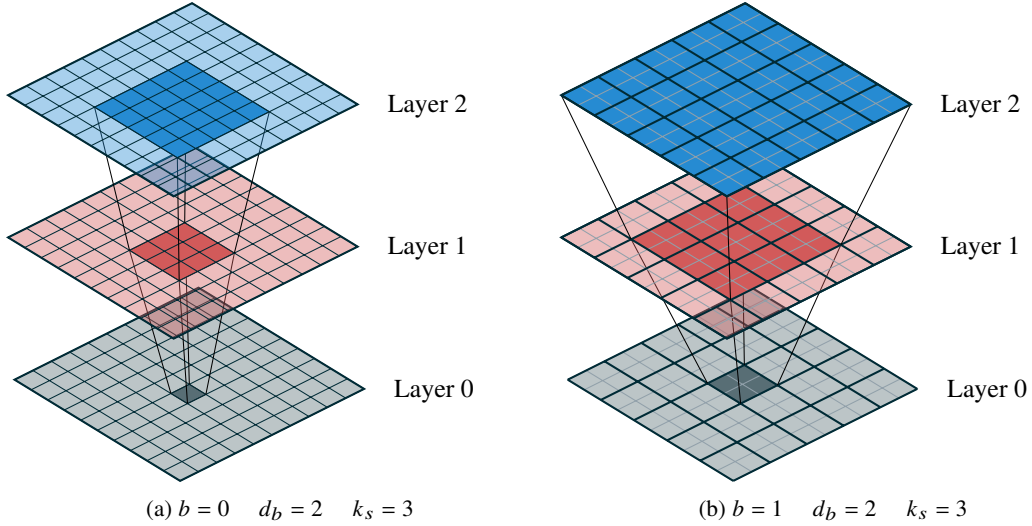 Layer 2
Layer 1
Layer 0
(a) b = 0 d_b = 2 k_s = 3
Layer 2
Layer 1
Layer 0
(b) b = 1 d_b = 2 k_s = 3